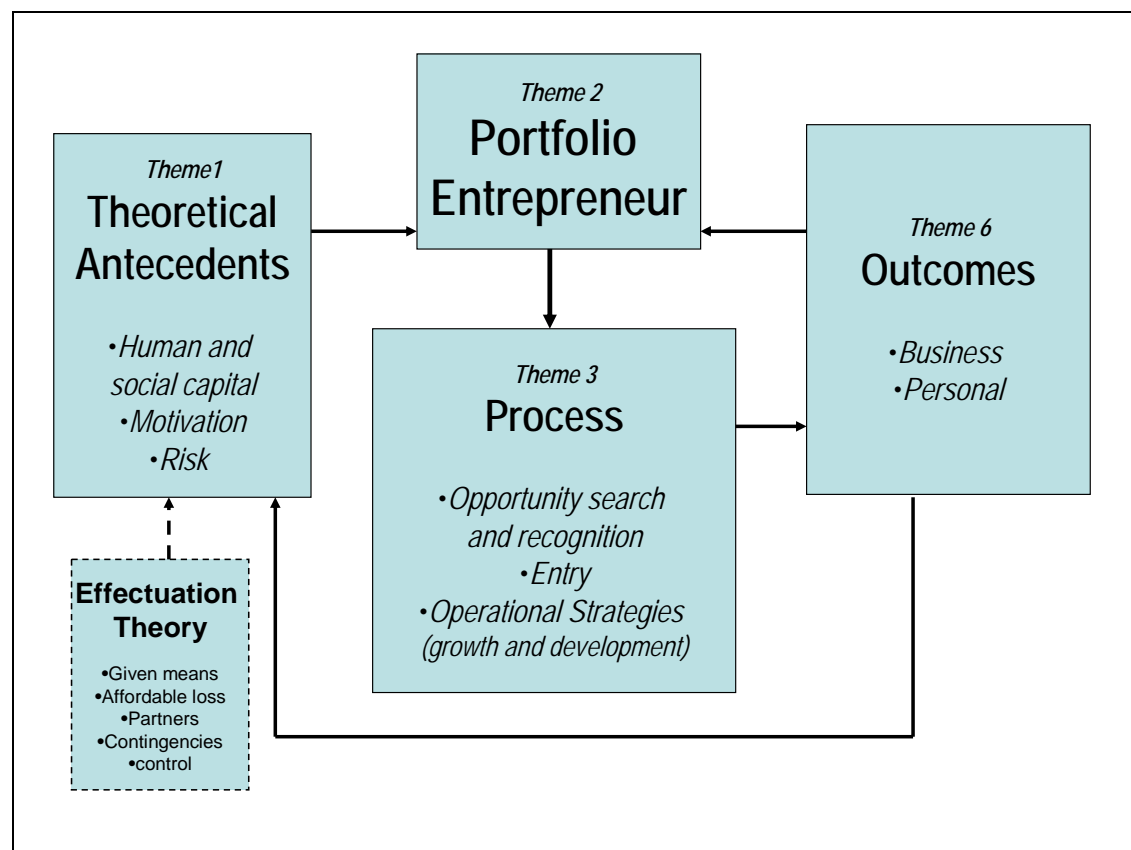 Theme1
Theoretical
Antecedents
•Human and
social capital
•Motivation
•Risk
Effectuation
Theory
•Given means
•Affordable loss
•Partners
•Contingencies
•control
Theme 2
Portfolio
Entrepreneur
Theme 3
Process
•Opportunity search
and recognition
•Entry
•Operational Strategies
(growth and development)
Theme 6
Outcomes
•Business
•Personal